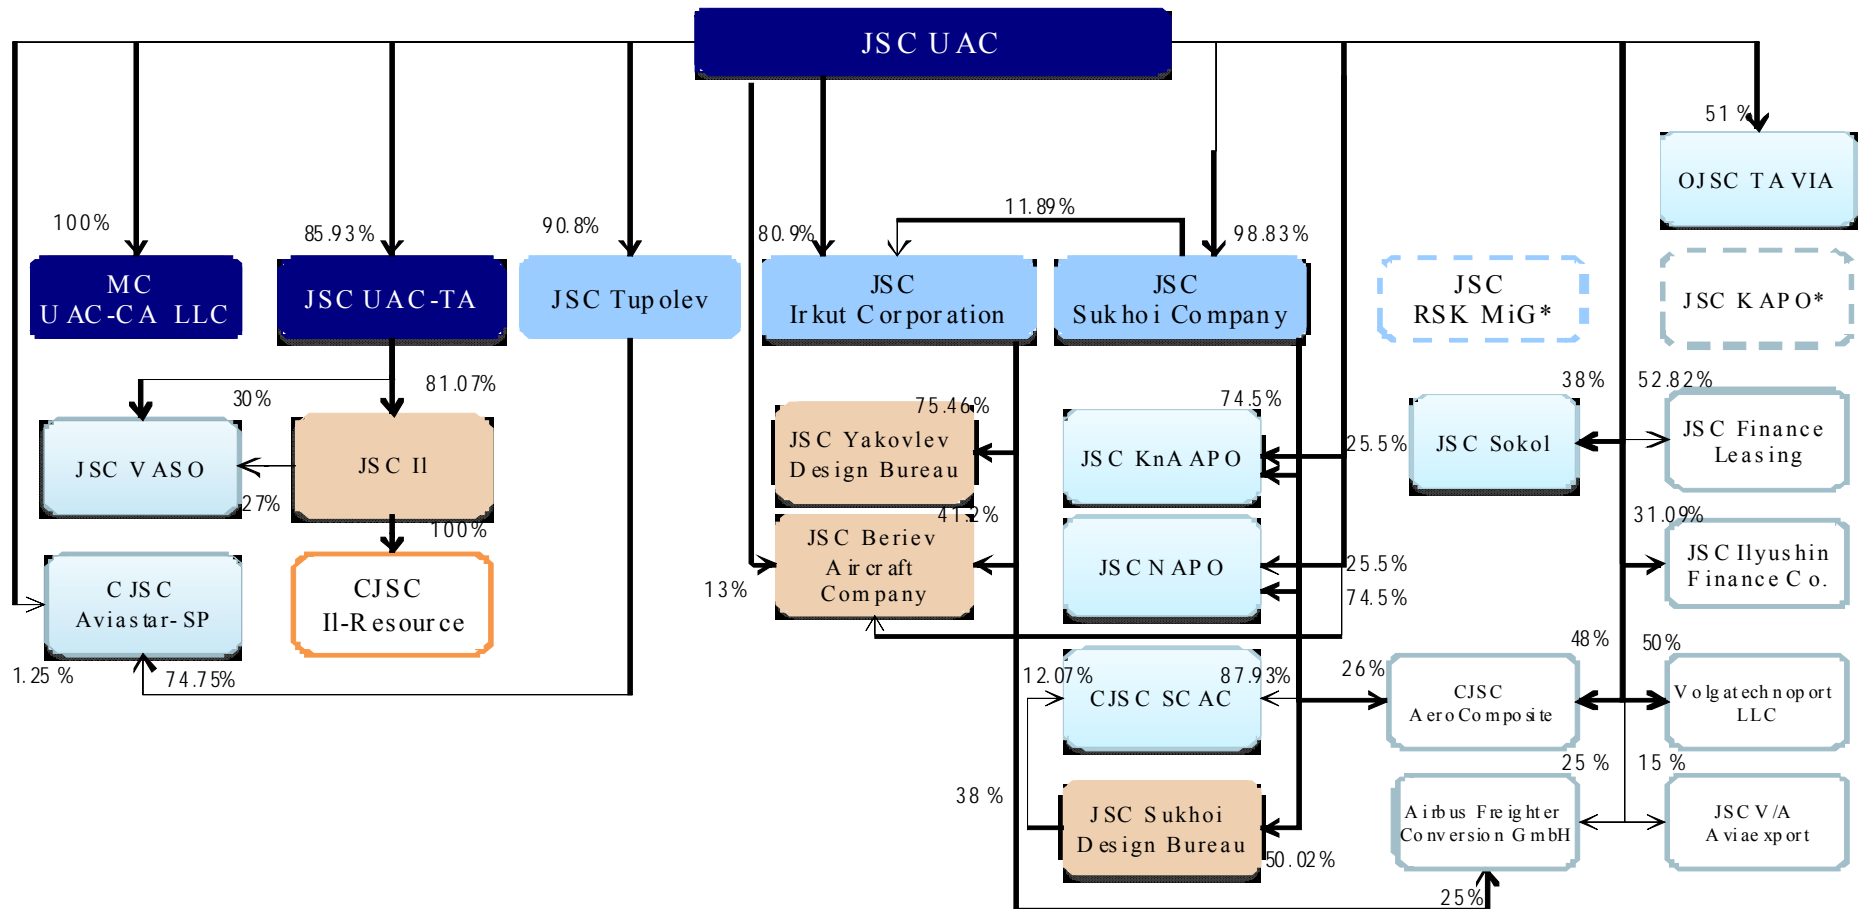 JSC UAC
51 %
OJSC TAVIA
100%
85.93%
90.8%
80.9%
11.89%
98.83%
MC
UAC-CA LLC
JSC UAC-TA
JSC Tupolev
JSC
Irkut Corporation
JSC
Sukhoi Company
JSC
RSK MiG*
JSC KAPO*
30%
81.07%
75.46%
74.5%
38%
52.82%
JSC VASO
JSC Il
JSC Yakovlev
Design Bureau
JSC KnAAPO
25.5%
JSC Sokol
JSC Finance
Leasing
27%
100%
41.2%
31.09%
CJSC
Aviastar-SP
CJSC
Il-Resource
13%
JSC Beriev
Aircraft
Company
JSC NAPO
25.5%
74.5%
JSC Ilyushin
Finance Co.
1.25 %
74.75%
12.07%
87.93%
26%
48%
50%
CJSC SCAC
CJSC
AeroComposite
Volgatechnoport
LLC
38 %
25 %
15 %
JSC Sukhoi
Design Bureau
50.02%
Airbus Freighter
Conversion GmbH
JSC V/A
Aviaexport
25%